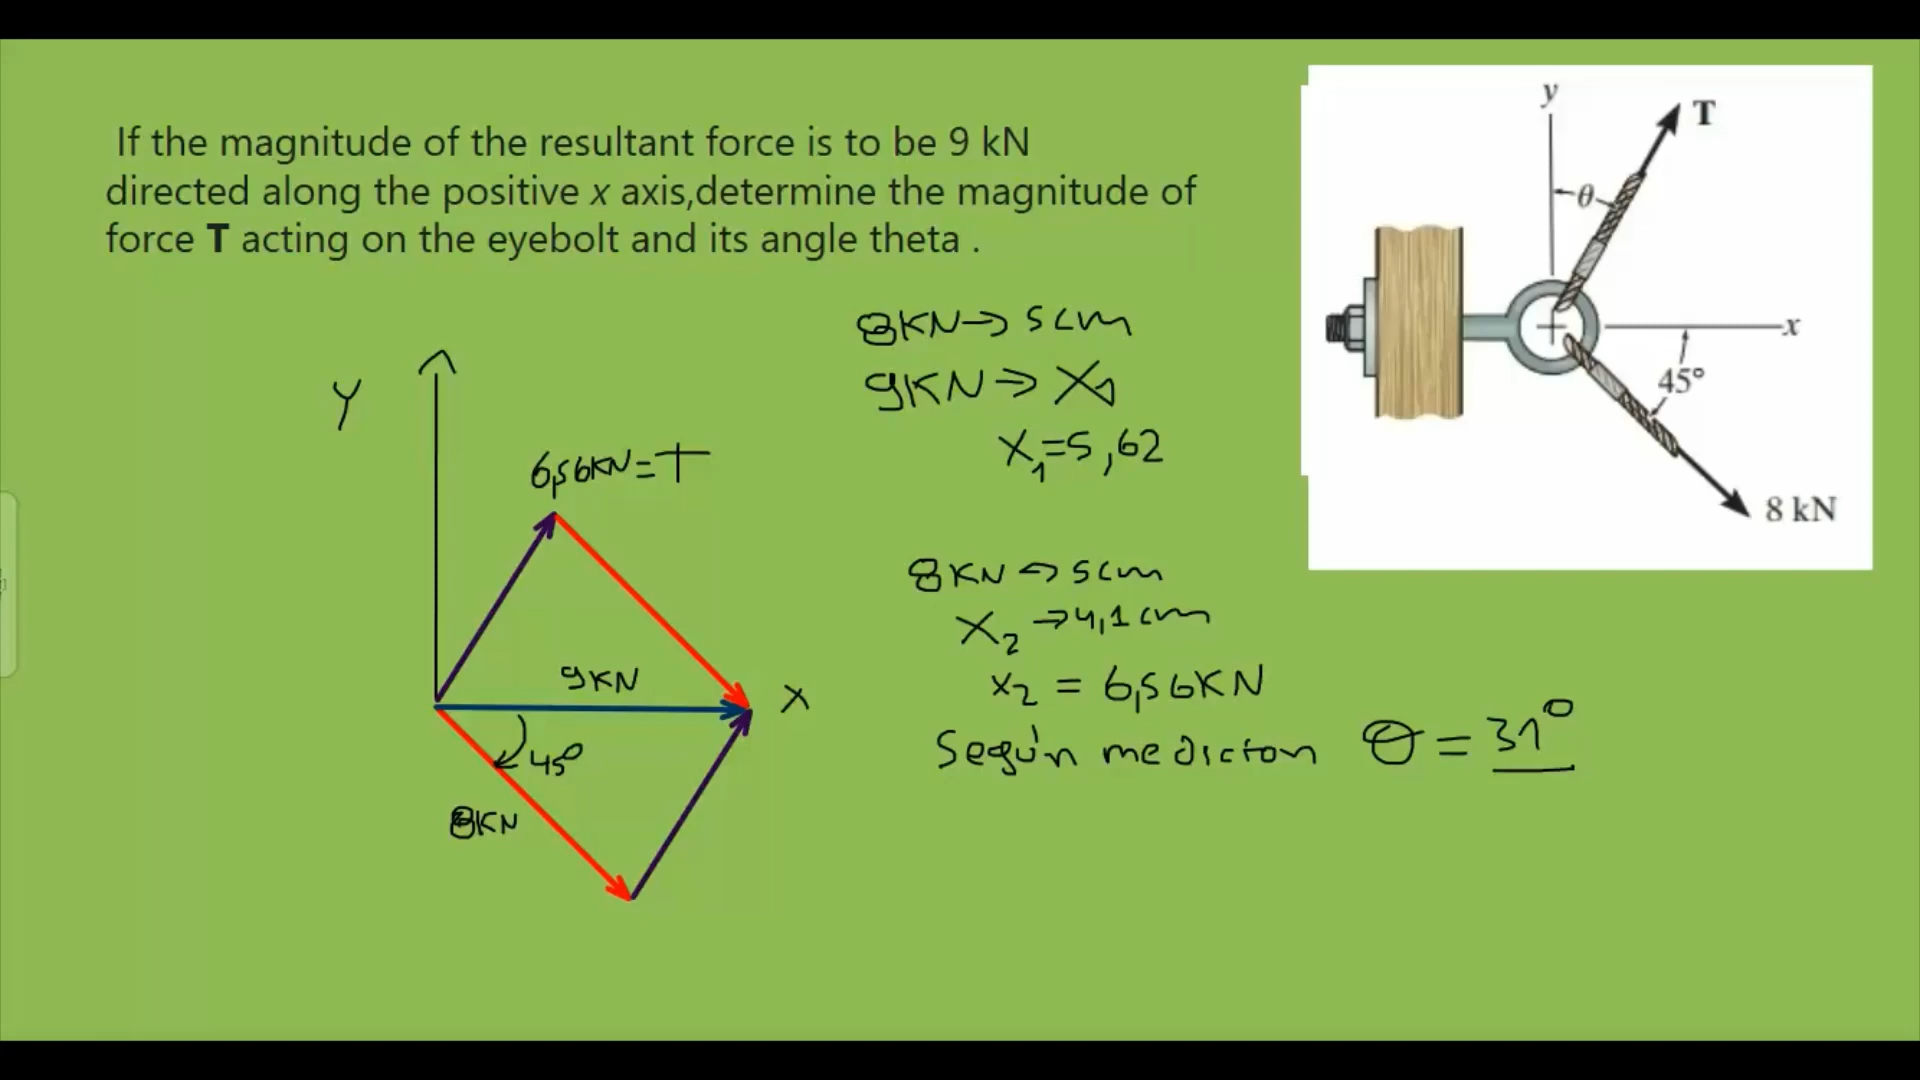 If the magnitude of the resultant force is to be 9 kN
directed along the positive x axis,determine the magnitude of
force T acting on the eyebolt and its angle theta .
y
T
θ
x
45°
8 kN
8KN→ 5cm
9KN→ X1
X1=5,62
Y
6,56KN=T
9KN
X
45°
8KN
8KN → 5cm
X2 → 4,1cm
x2 = 6,56KN
Según medicion θ = 31°